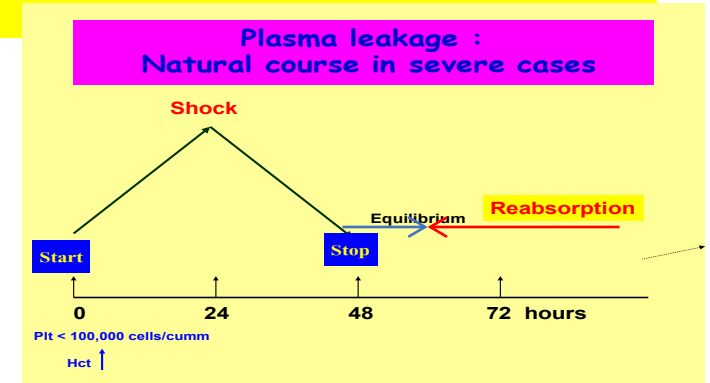 Plasma leakage :
Natural course in severe cases
Shock
Reabsorption
Equilibrium
Start
Stop
0 24 48 72 hours
Plt < 100,000 cells/cumm
Hct